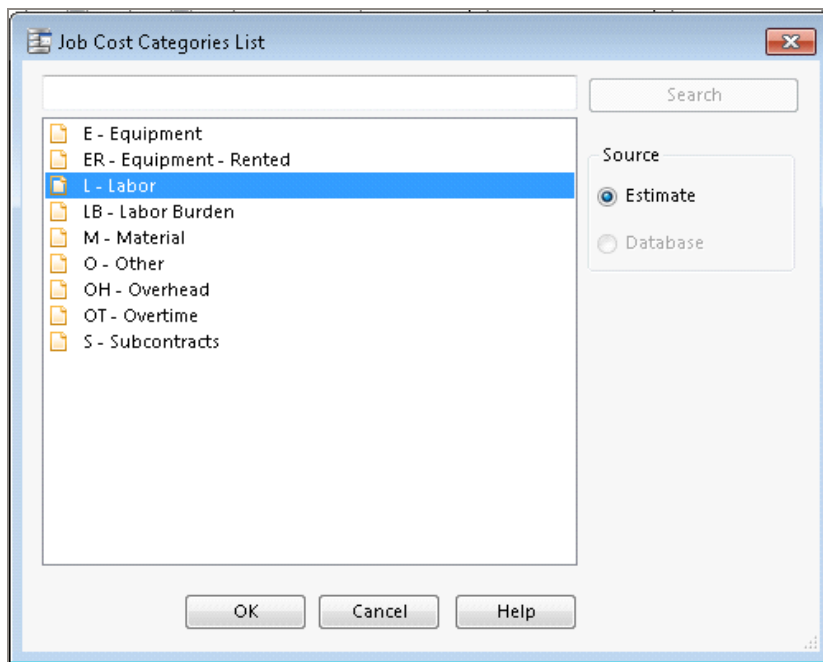 Job Cost Categories List
Search
E - Equipment
ER - Equipment - Rented
L - Labor
LB - Labor Burden
M - Material
O - Other
OH - Overhead
OT - Overtime
S - Subcontracts
Source
Estimate
Database
OK
Cancel
Help